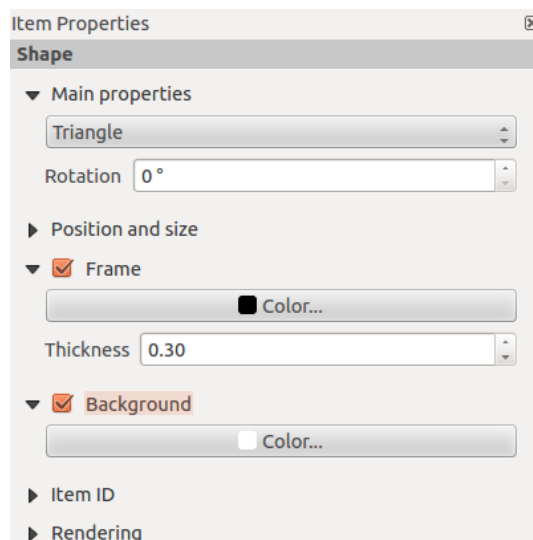 Item Properties
Shape
Main properties
Triangle
Rotation 0 °
Position and size
Frame
Color...
Thickness 0.30
Background
Color...
Item ID
Rendering